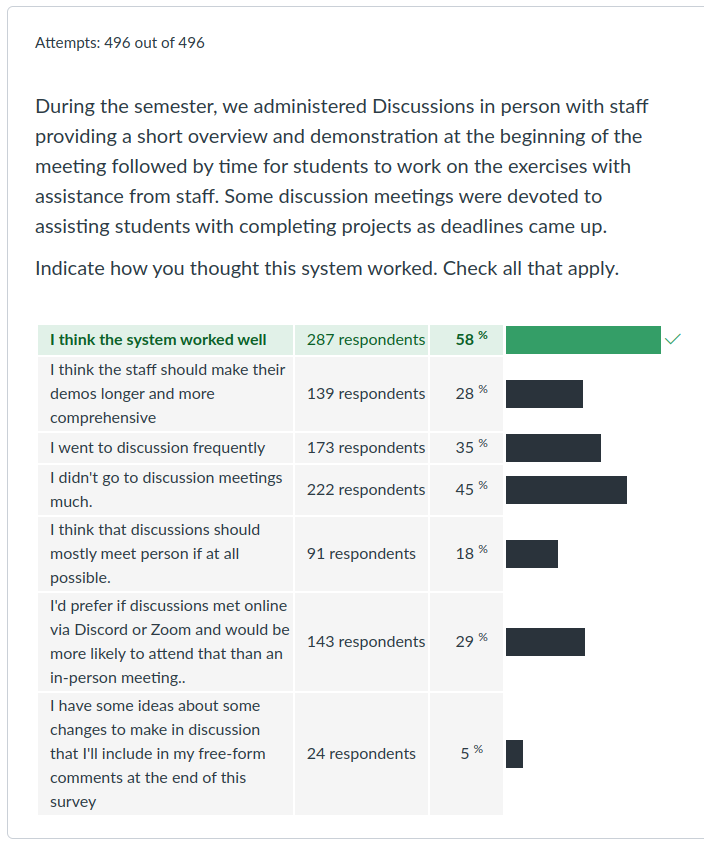 Attempts: 496 out of 496
During the semester, we administered Discussions in person with staff
providing a short overview and demonstration at the beginning of the
meeting followed by time for students to work on the exercises with
assistance from staff. Some discussion meetings were devoted to
assisting students with completing projects as deadlines came up.
Indicate how you thought this system worked. Check all that apply.
I think the system worked well 287 respondents 58 %
I think the staff should make their
demos longer and more
comprehensive
139 respondents 28 %
I went to discussion frequently 173 respondents 35 %
I didn't go to discussion meetings
much.
222 respondents 45 %
I think that discussions should
mostly meet person if at all
possible.
91 respondents 18 %
I'd prefer if discussions met online
via Discord or Zoom and would be
more likely to attend that than an
in-person meeting..
143 respondents 29 %
I have some ideas about some
changes to make in discussion
that I'll include in my free-form
comments at the end of this
survey
24 respondents 5 %